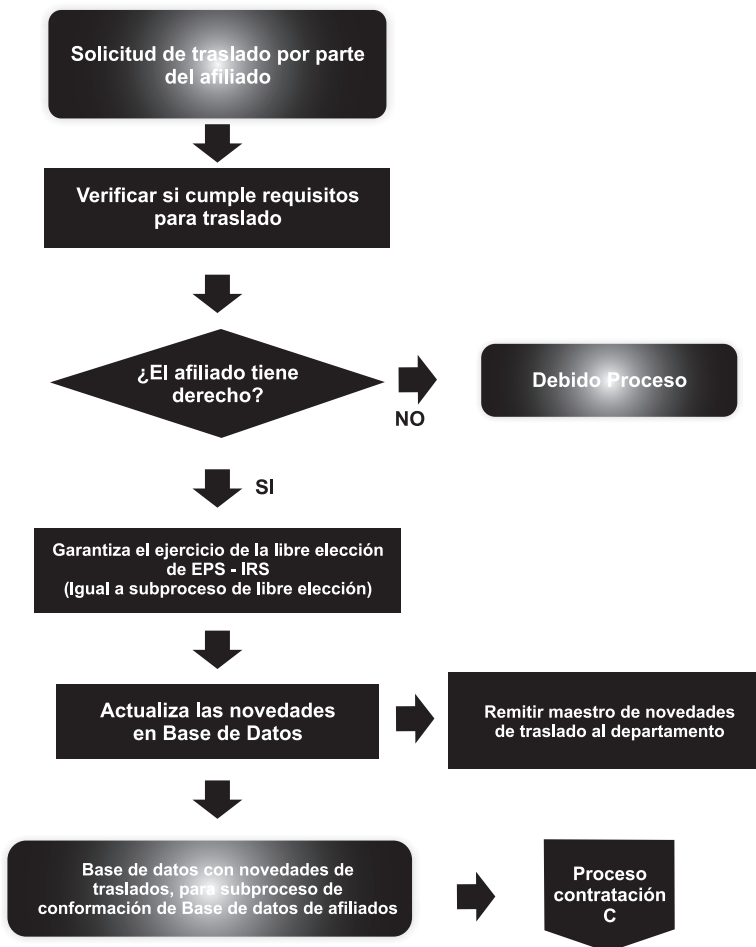 Solicitud de traslado por parte
del afiliado
Verificar si cumple requisitos
para traslado
¿El afiliado tiene
derecho?
NO
Debido Proceso
SI
Garantiza el ejercicio de la libre elección
de EPS - IRS
(Igual a subproceso de libre elección)
Actualiza las novedades
en Base de Datos
Remitir maestro de novedades
de traslado al departamento
Base de datos con novedades de
traslados, para subproceso de
conformación de Base de datos de afiliados
Proceso
contratación
C